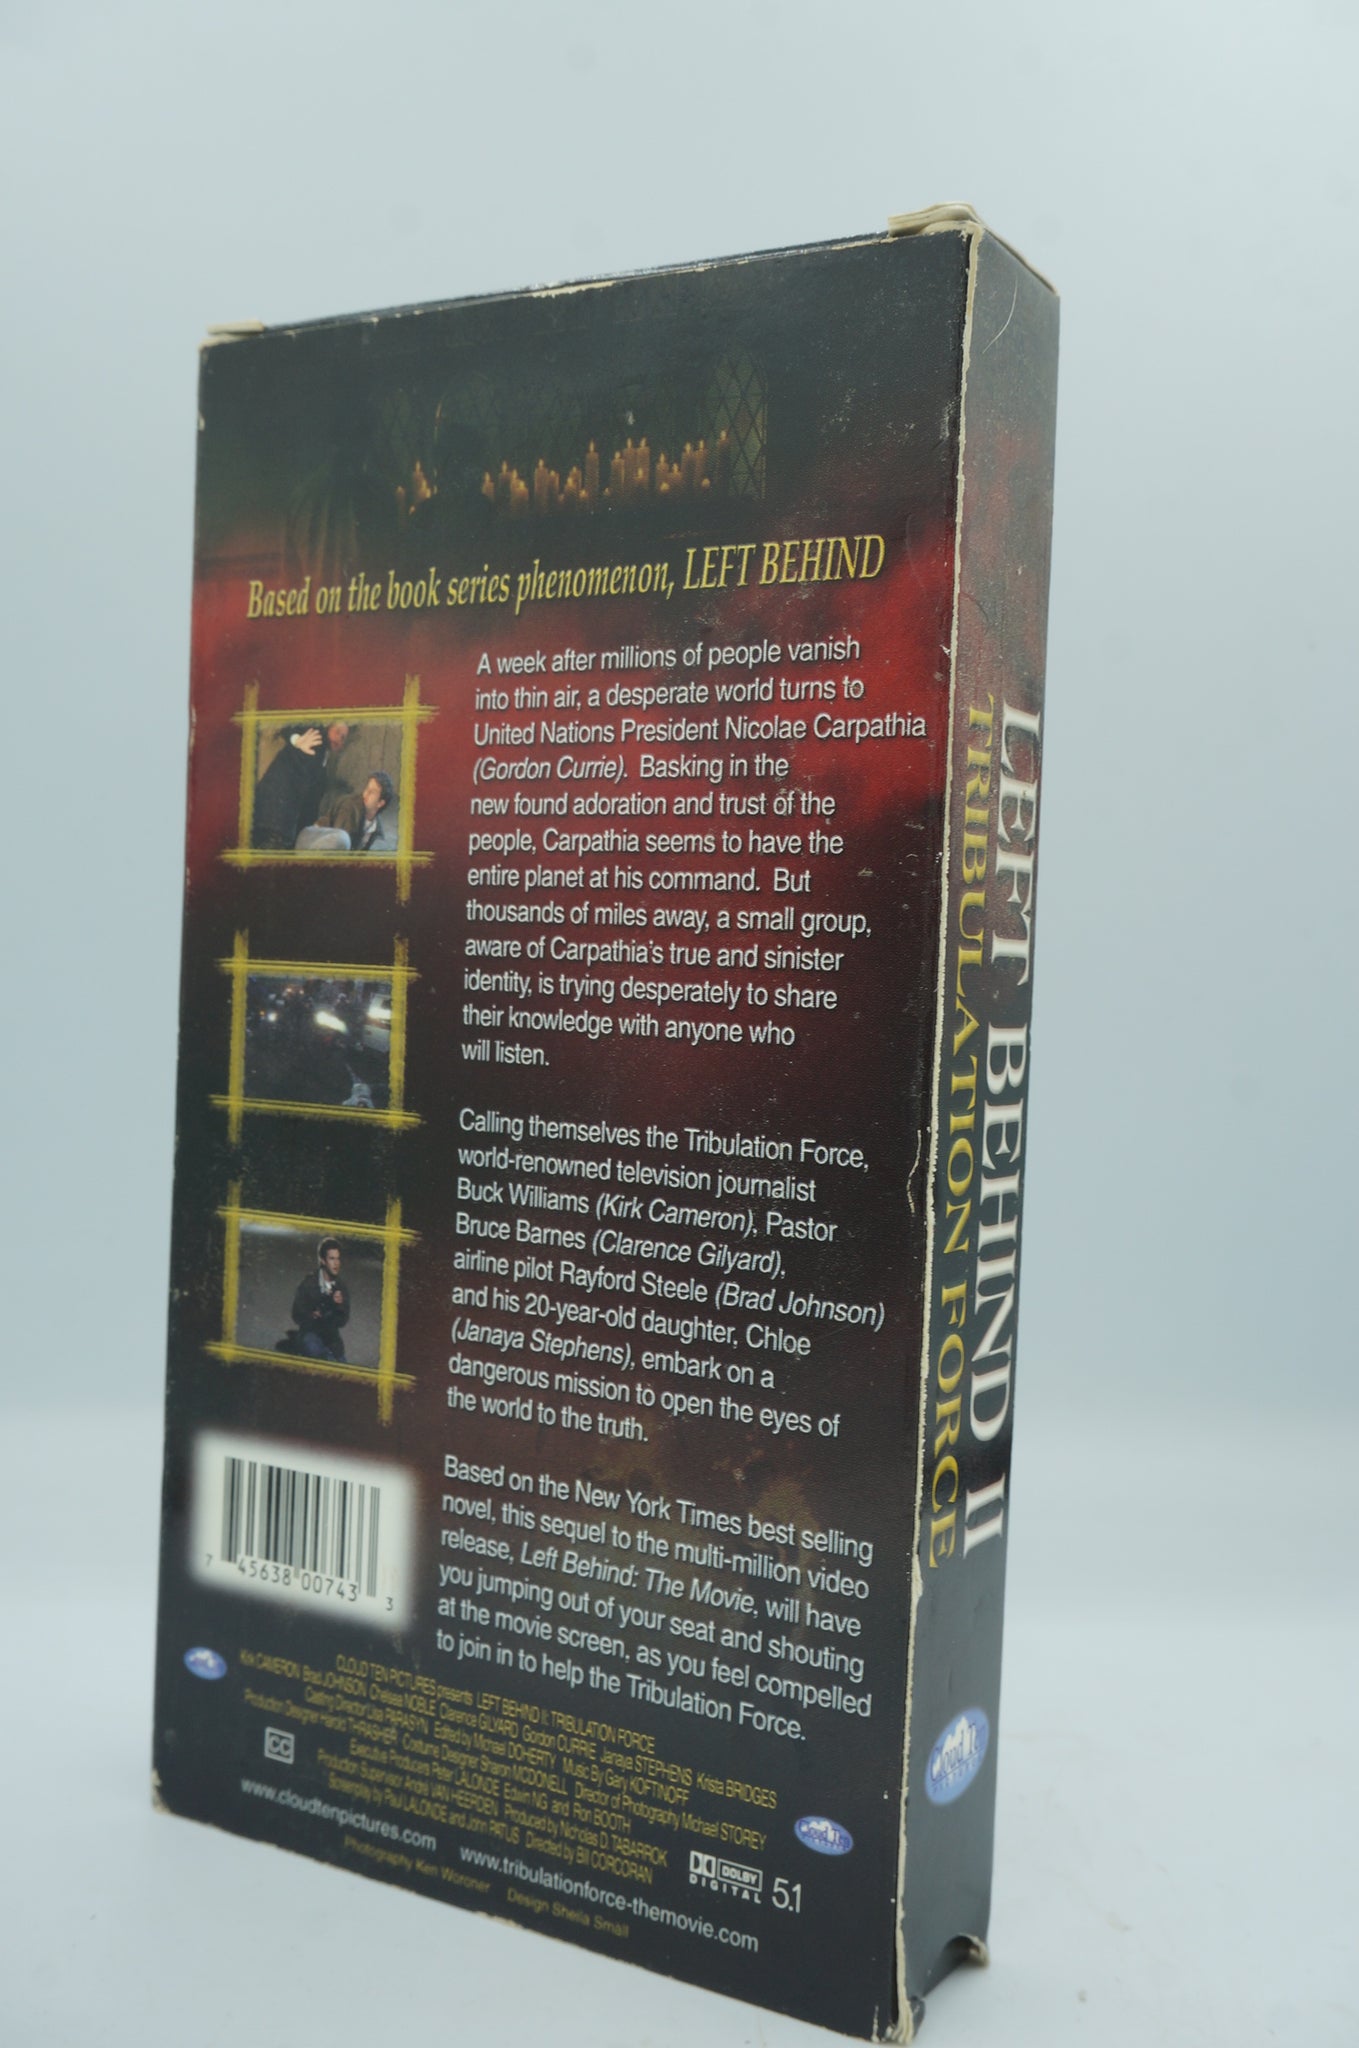 Based on the book series phenomenon, LEFT BEHIND
A week after millions of people vanish
into thin air, a desperate world turns to
United Nations President Nicolae Carpathia
(Gordon Currie). Basking in the
new found adoration and trust of the
people, Carpathia seems to have the
entire planet at his command. But
thousands of miles away, a small group,
aware of Carpathia's true and sinister
identity, is trying desperately to share
their knowledge with anyone who
will listen.
Calling themselves the Tribulation Force,
world-renowned television journalist
Buck Williams (Kirk Cameron), Pastor
Bruce Barnes (Clarence Gilyard),
airline pilot Rayford Steele (Brad Johnson)
and his 20-year-old daughter, Chloe
(Janaya Stephens), embark on a
dangerous mission to open the eyes of
the world to the truth.
Based on the New York Times best selling
novel, this sequel to the multi-million video
release, Left Behind: The Movie, will have
you jumping out of your seat and shouting
at the movie screen, as you feel compelled
to join in to help the Tribulation Force.
7 45638 00743 3
CLOUD TEN PICTURES presents LEFT BEHIND II: TRIBULATION FORCE
Kirk CAMERON Brad JOHNSON Chelsea NOBLE Clarence GILYARD Gordon CURRIE Janaya STEPHENS Krista BRIDGES
Casting Director Lisa PARASYN Edited by Michael DOHERTY Music By Gary KOFTINOFF
Production Designer Harold THRASHER Costume Designer Sharon MCDONELL Director of Photography Michael STOREY
Executive Producers Peter LALONDE Edwin NG and Ron BOOTH
Production Supervisor André VAN HEERDEN Produced by Nicholas D. TABARROK
Screenplay by Paul LALONDE and John PATUS Directed by Bill CORCORAN
CC
www.cloudtenpictures.com www.tribulationforce-themovie.com
Photography Ken Woroner Design Sheila Small
Cloud Ten
DOLBY
DIGITAL 5.1
LEFT BEHIND II
TRIBULATION FORCE
Cloud Ten
PICTURES